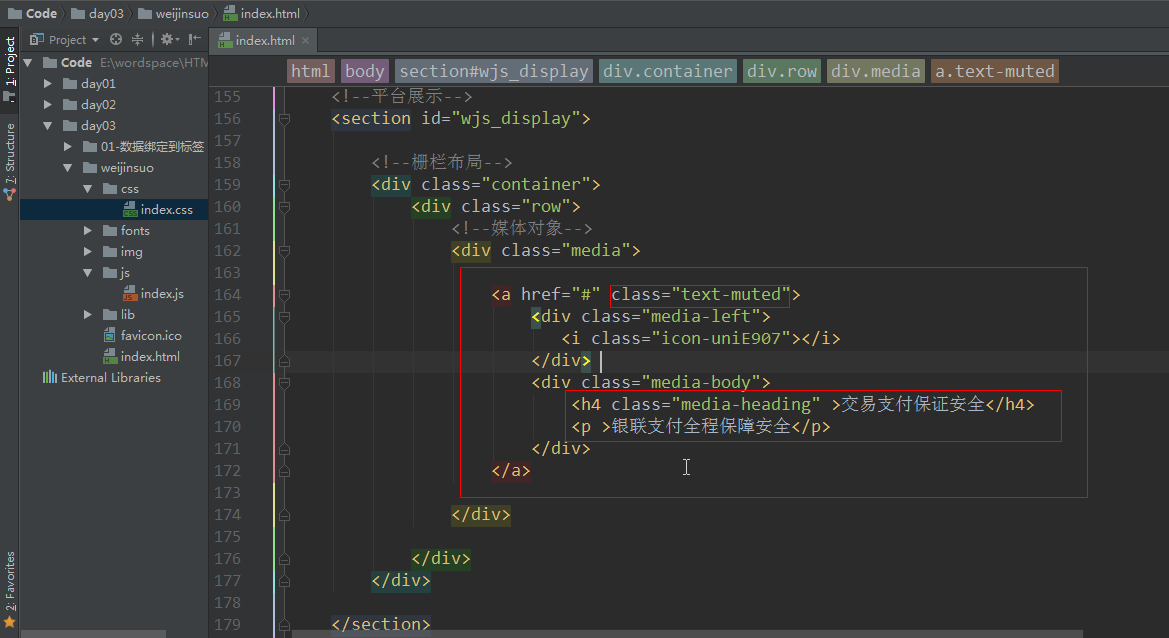 Code day03 weijinsuo index.html
Project index.html
1: Project
7: Structure
2: Favorites
Code E:\wordspace\HTM
day01
day02
day03
01-数据绑定到标签
weijinsuo
css
index.css
fonts
img
js
index.js
lib
favicon.ico
index.html
External Libraries
html body section#wjs_display div.container div.row div.media a.text-muted
155 <!--平台展示-->
156 <section id="wjs_display">
157
158 <!--栅栏布局-->
159 <div class="container">
160 <div class="row">
161 <!--媒体对象-->
162 <div class="media">
163
164 <a href="#" class="text-muted">
165 <div class="media-left">
166 <i class="icon-uniE907"></i>
167 </div>
168 <div class="media-body">
169 <h4 class="media-heading" >交易支付保证安全</h4>
170 <p >银联支付全程保障安全</p>
171 </div>
172 </a>
173
174 </div>
175
176 </div>
177 </div>
178
179 </section>